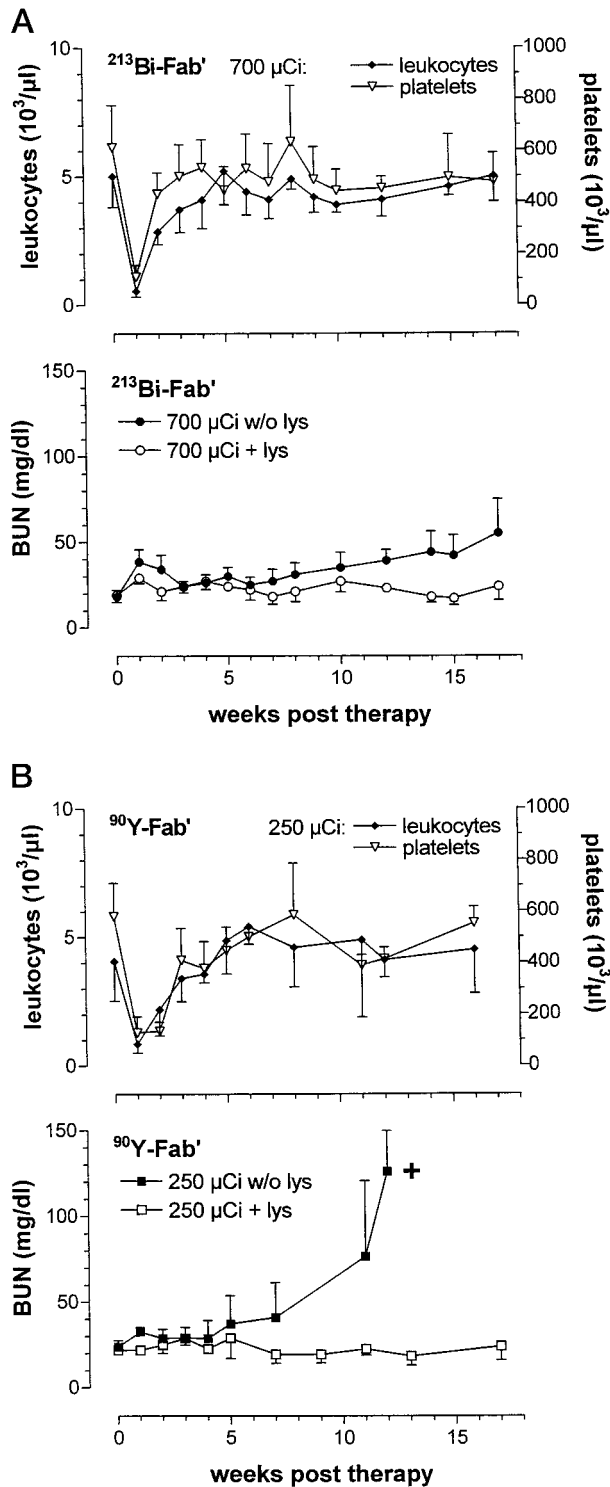 A
²¹³Bi-Fab' 700 µCi: leukocytes
platelets
leukocytes (10³/µl)
10
5
0
platelets (10³/µl)
1000
800
600
400
200
0
²¹³Bi-Fab'
700 µCi w/o lys
700 µCi + lys
BUN (mg/dl)
150
100
50
0
0 5 10 15
weeks post therapy
B
⁹⁰Y-Fab' 250 µCi: leukocytes
platelets
leukocytes (10³/µl)
10
5
0
platelets (10³/µl)
1000
800
600
400
200
0
⁹⁰Y-Fab'
250 µCi w/o lys
250 µCi + lys
+
BUN (mg/dl)
150
100
50
0
0 5 10 15
weeks post therapy